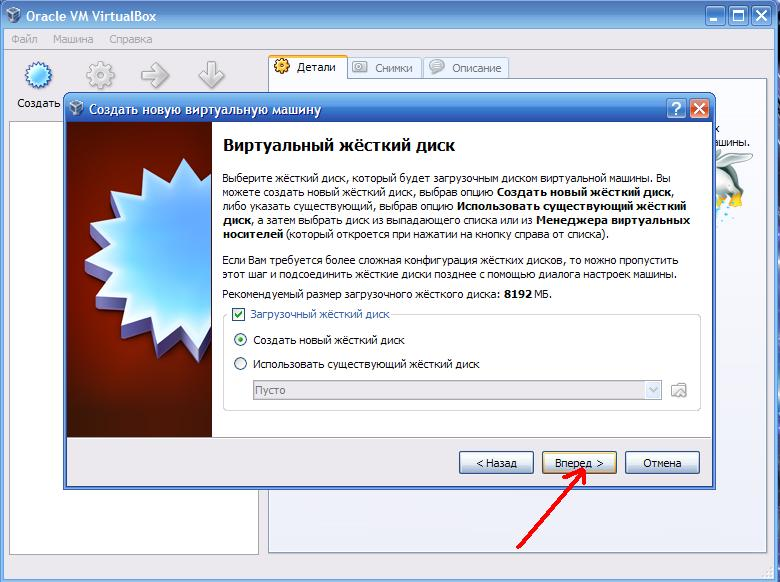 Oracle VM VirtualBox
Файл Машина Справка
Создать
Детали Снимки Описание
Создать новую виртуальную машину
Виртуальный жёсткий диск
Выберите жёсткий диск, который будет загрузочным диском виртуальной машины. Вы
можете создать новый жёсткий диск, выбрав опцию Создать новый жёсткий диск,
либо указать существующий, выбрав опцию Использовать существующий жёсткий
диск, а затем выбрать диск из выпадающего списка или из Менеджера виртуальных
носителей (который откроется при нажатии на кнопку справа от списка).
Если Вам требуется более сложная конфигурация жёстких дисков, то можно пропустить
этот шаг и подсоединить жёсткие диски позднее с помощью диалога настроек машины.
Рекомендуемый размер загрузочного жёсткого диска: 8192 МБ.
Загрузочный жёсткий диск
Создать новый жёсткий диск
Использовать существующий жёсткий диск
Пусто
< Назад Вперед > Отмена